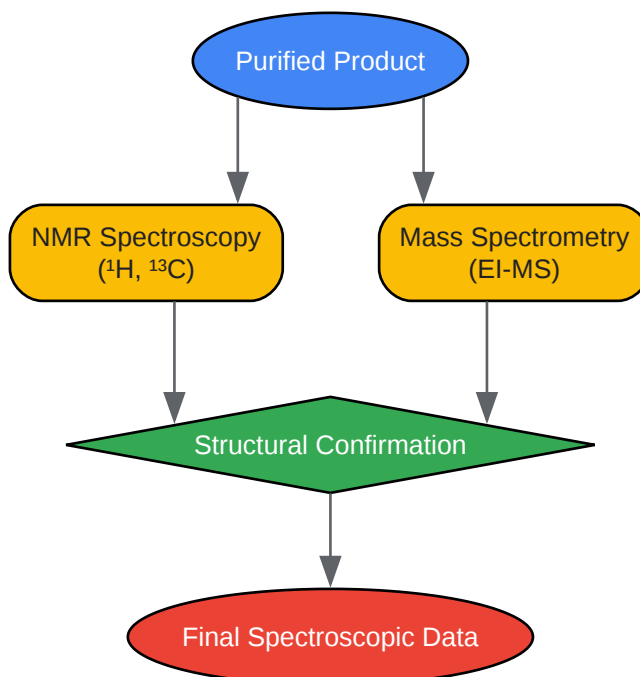 Purified Product
NMR Spectroscopy
(¹H, ¹³C)
Mass Spectrometry
(EI-MS)
Structural Confirmation
Final Spectroscopic Data